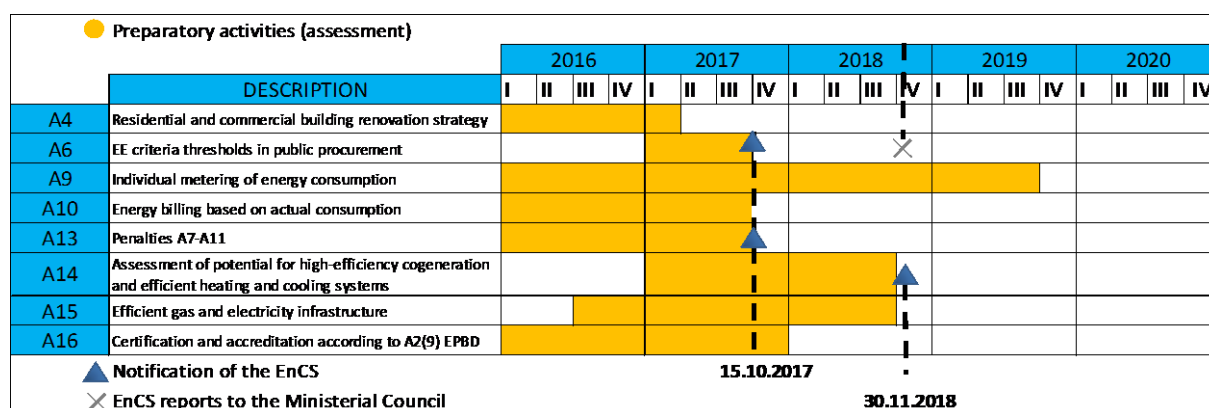 Preparatory activities (assessment)
2016 2017 2018 2019 2020
DESCRIPTION I II III IV I II III IV I II III IV I II III IV I II III IV
A4 Residential and commercial building renovation strategy
A6 EE criteria thresholds in public procurement
A9 Individual metering of energy consumption
A10 Energy billing based on actual consumption
A13 Penalties A7-A11
A14 Assessment of potential for high-efficiency cogeneration
and efficient heating and cooling systems
A15 Efficient gas and electricity infrastructure
A16 Certification and accreditation according to A2(9) EPBD
Notification of the EnCS 15.10.2017
EnCS reports to the Ministerial Council 30.11.2018